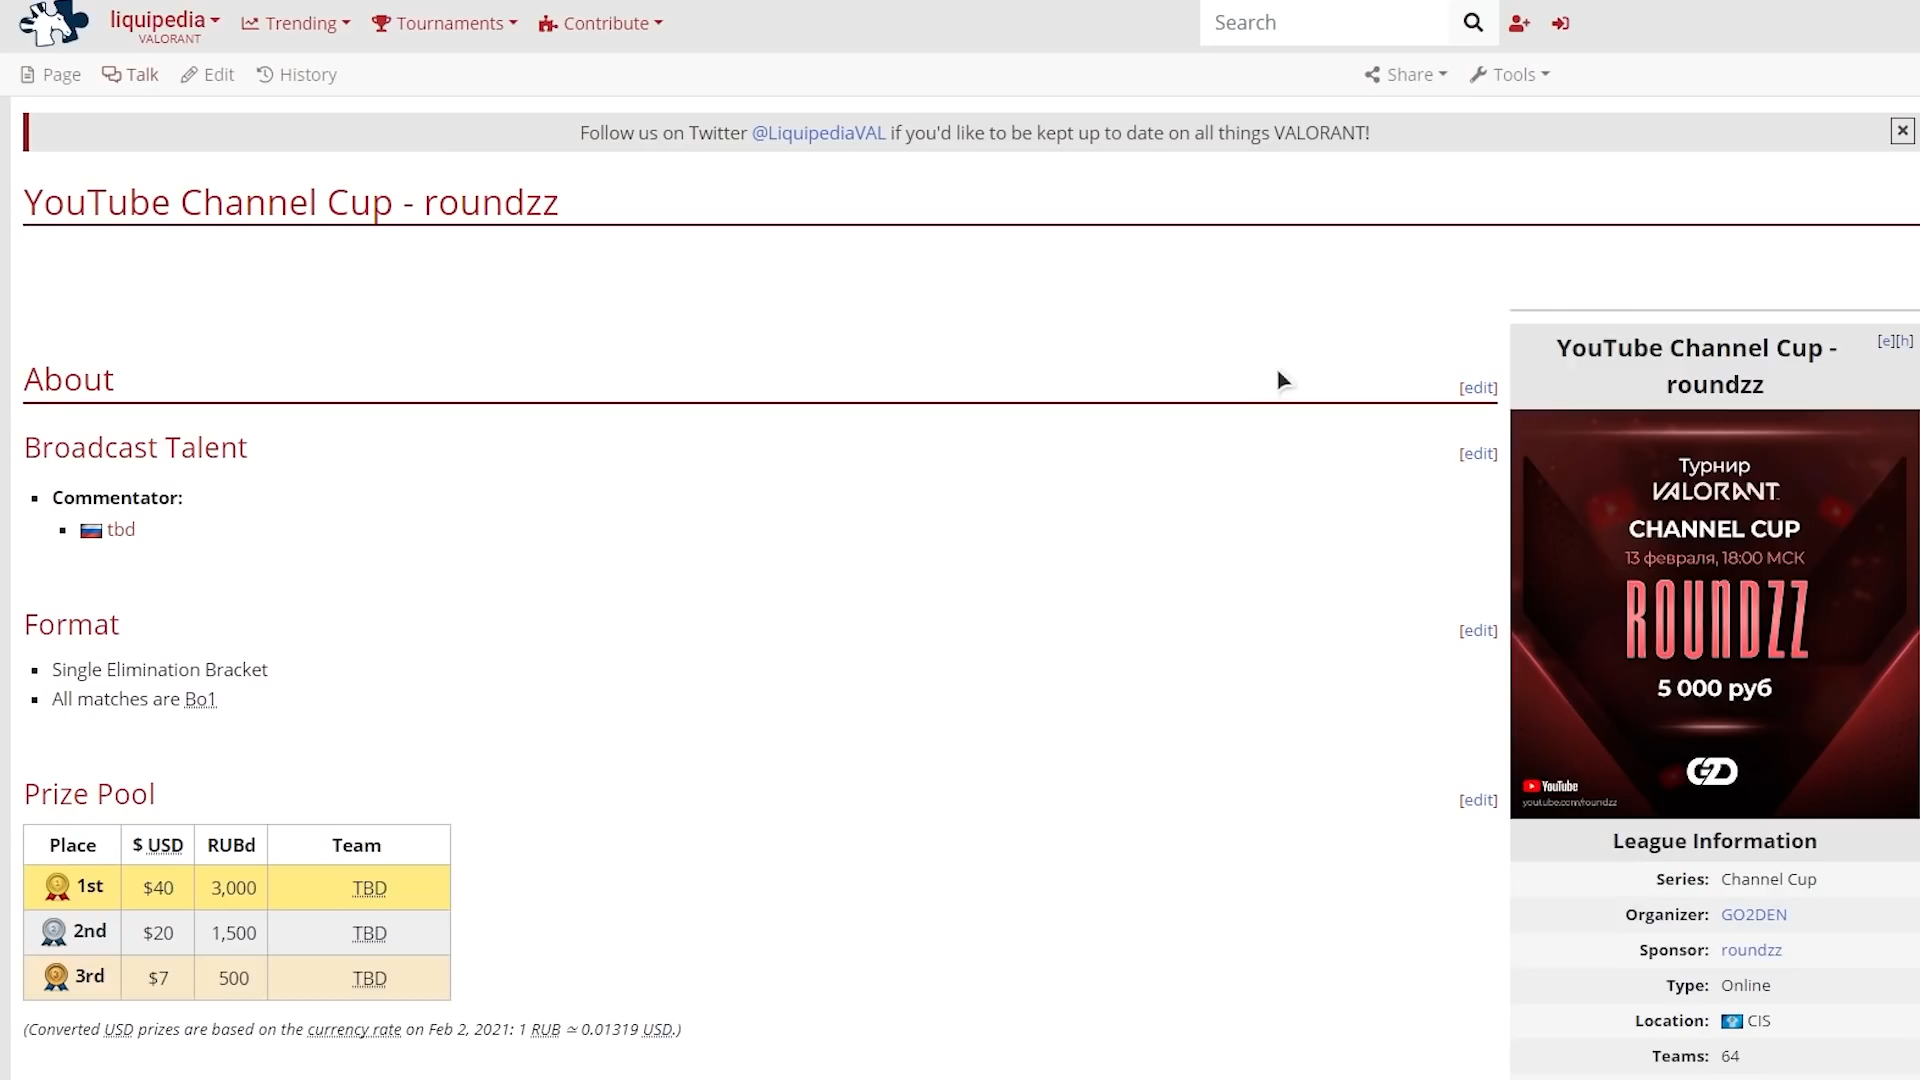 liquipedia
VALORANT
Trending
Tournaments
Contribute
Search
Page
Talk
Edit
History
Share
Tools
Follow us on Twitter @LiquipediaVAL if you'd like to be kept up to date on all things VALORANT!
YouTube Channel Cup - roundzz
About
[edit]
Broadcast Talent
[edit]
Commentator:
tbd
Format
[edit]
Single Elimination Bracket
All matches are Bo1
Prize Pool
[edit]
Place $ USD RUBd Team
1st $40 3,000 TBD
2nd $20 1,500 TBD
3rd $7 500 TBD
(Converted USD prizes are based on the currency rate on Feb 2, 2021: 1 RUB ≃ 0.01319 USD.)
YouTube Channel Cup -
roundzz
[e][h]
Турнир
VALORANT
CHANNEL CUP
13 февраля, 18:00 МСК
ROUNDZZ
5 000 руб
G2D
YouTube
youtube.com/roundzz
League Information
Series: Channel Cup
Organizer: GO2DEN
Sponsor: roundzz
Type: Online
Location: CIS
Teams: 64